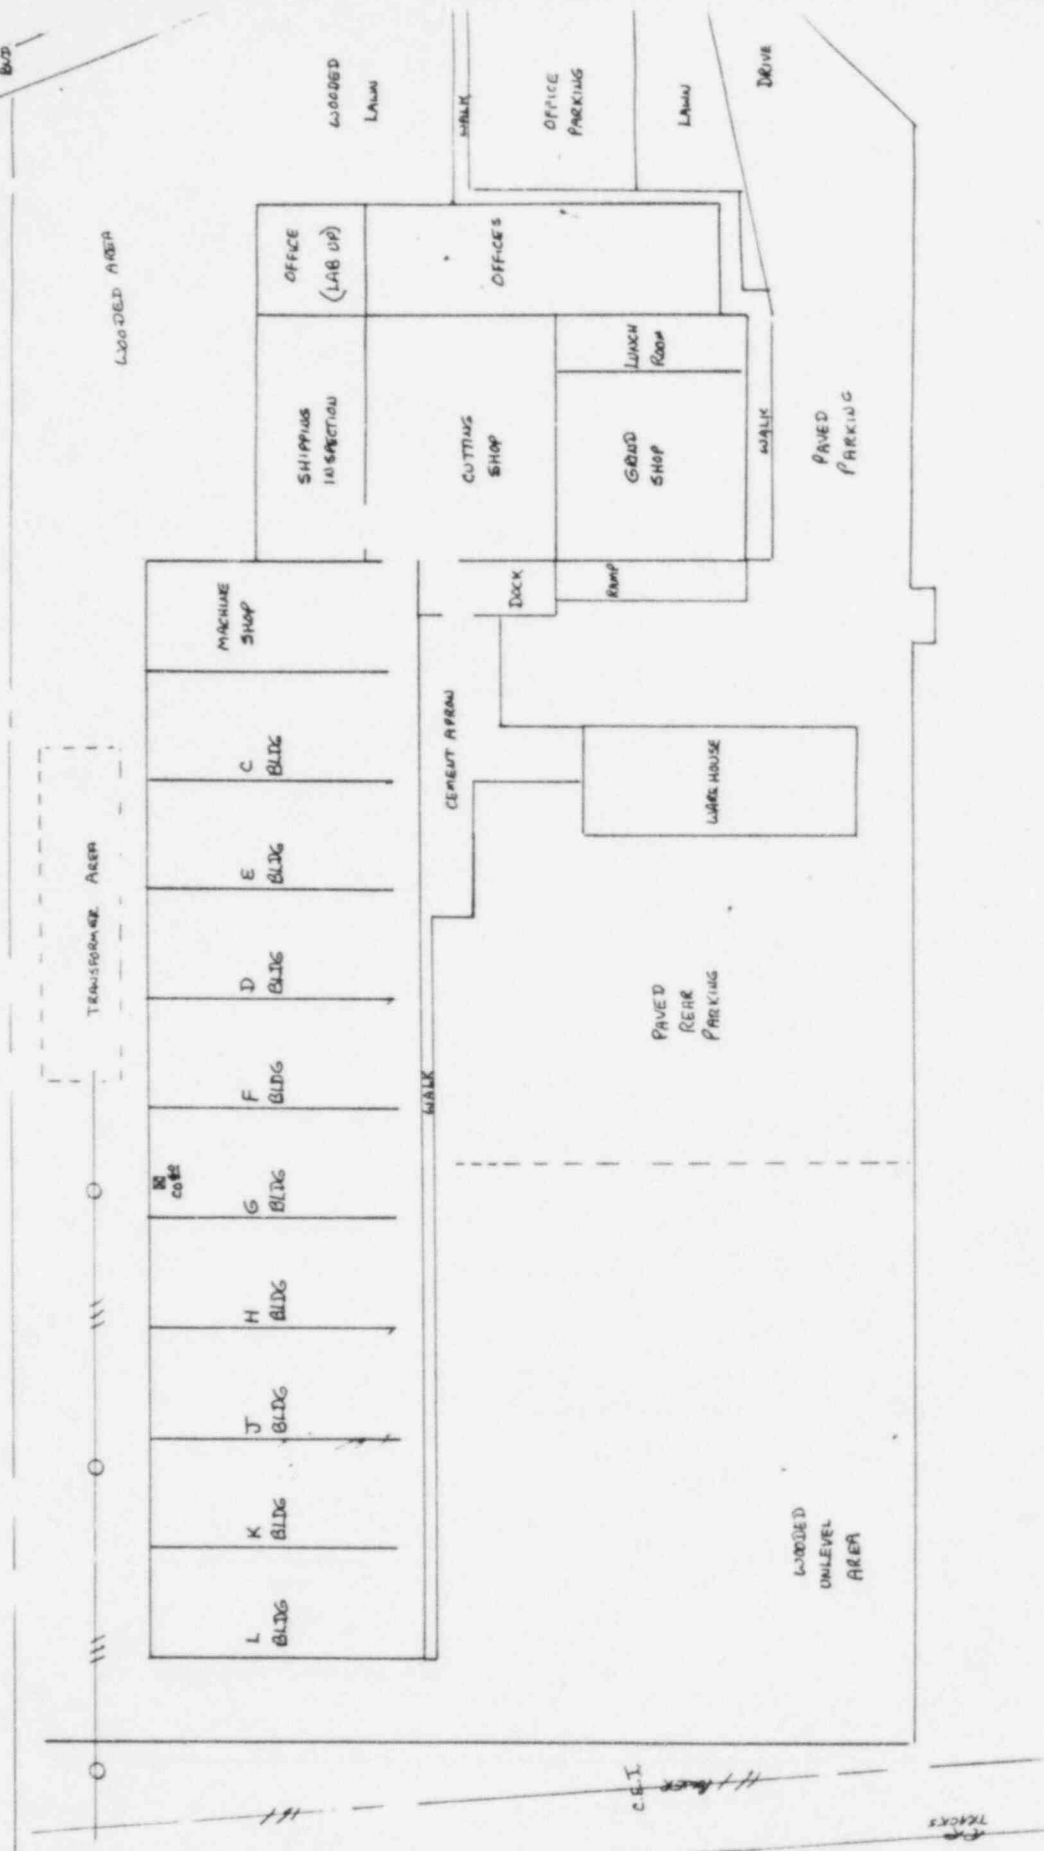 BLVD
WOODED
LAWN
WALK
OFFICE
PARKING
LAWN
DRIVE
WOODED AREA
OFFICE
(LAB UP)
OFFICES
SHIPPING
INSPECTION
CUTTING
SHOP
LUNCH
ROOM
GRIND
SHOP
WALK
PAVED
PARKING
MACHINE
SHOP
DOCK
RAMP
CEMENT APRON
WAREHOUSE
TRANSFORMER AREA
C
BLDG
E
BLDG
D
BLDG
F
BLDG
WALK
PAVED
REAR
PARKING
G
BLDG
H
BLDG
J
BLDG
K
BLDG
L
BLDG
WOODED
UNLEVEL
AREA
C.E.I.
TRACKS